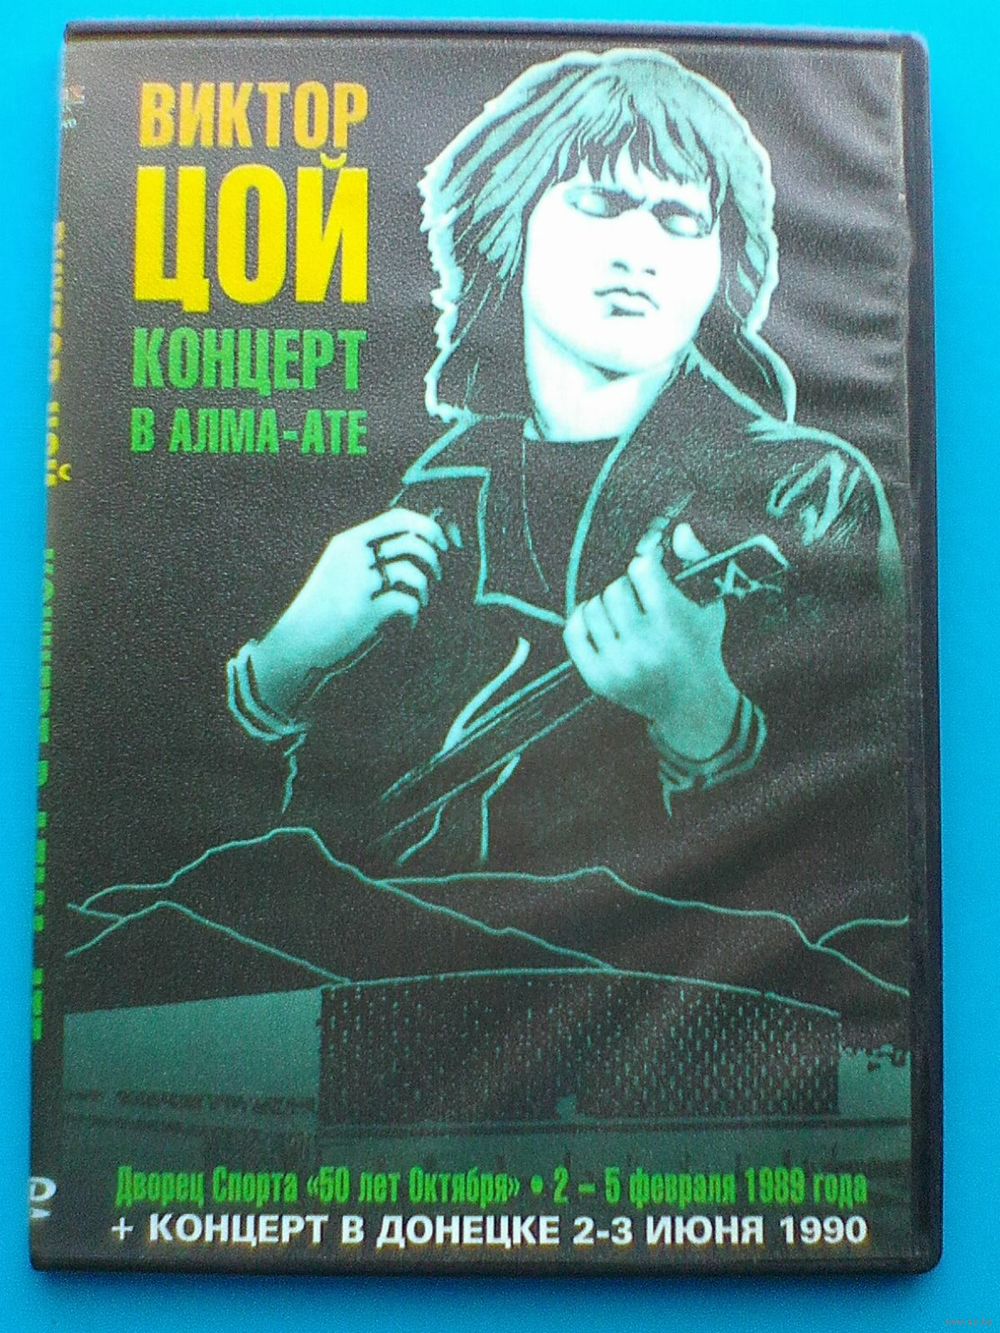 ВИКТОР
ЦОЙ
КОНЦЕРТ
В АЛМА-АТЕ
Дворец Спорта «50 лет Октября» • 2 – 5 февраля 1989 года
+ КОНЦЕРТ В ДОНЕЦКЕ 2-3 ИЮНЯ 1990